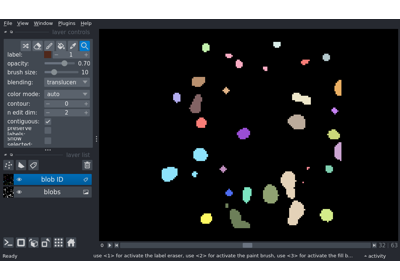 File View Window Plugins Help
layer controls
label: 1
opacity: 0.70
brush size: 10
blending: translucen
color mode: auto
contour: 0
n edit dim: 2
contiguous:
preserve labels:
show selected:
layer list
blob ID
blobs
32 63
Ready use <1> for activate the label eraser, use <2> for activate the paint brush, use <3> for activate the fill b... activity